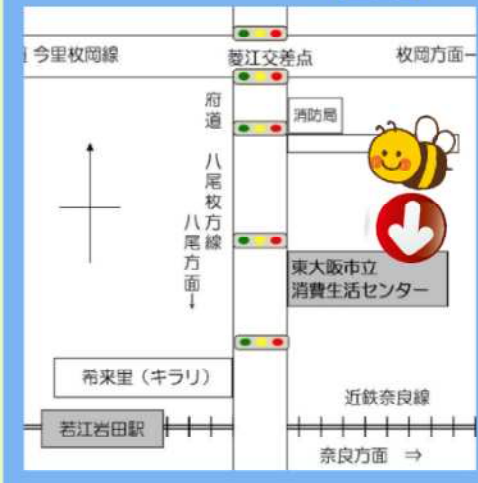 今里枚岡線
菱江交差点
枚岡方面
府道 八尾枚方線
八尾方面↓
消防局
東大阪市立
消費生活センター
希来里（キラリ）
近鉄奈良線
若江岩田駅
奈良方面 ⇒